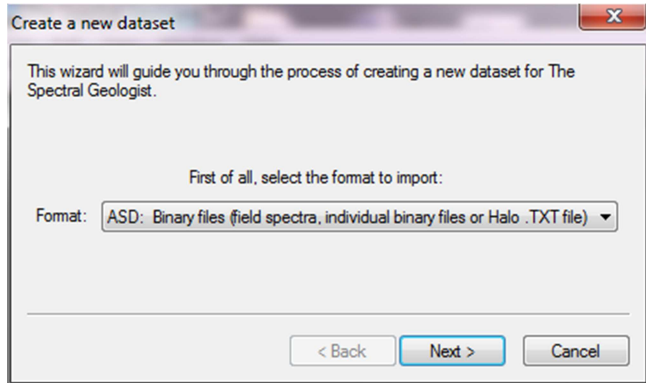 Create a new dataset
This wizard will guide you through the process of creating a new dataset for The
Spectral Geologist.
First of all, select the format to import:
Format: ASD: Binary files (field spectra, individual binary files or Halo .TXT file)
< Back Next > Cancel